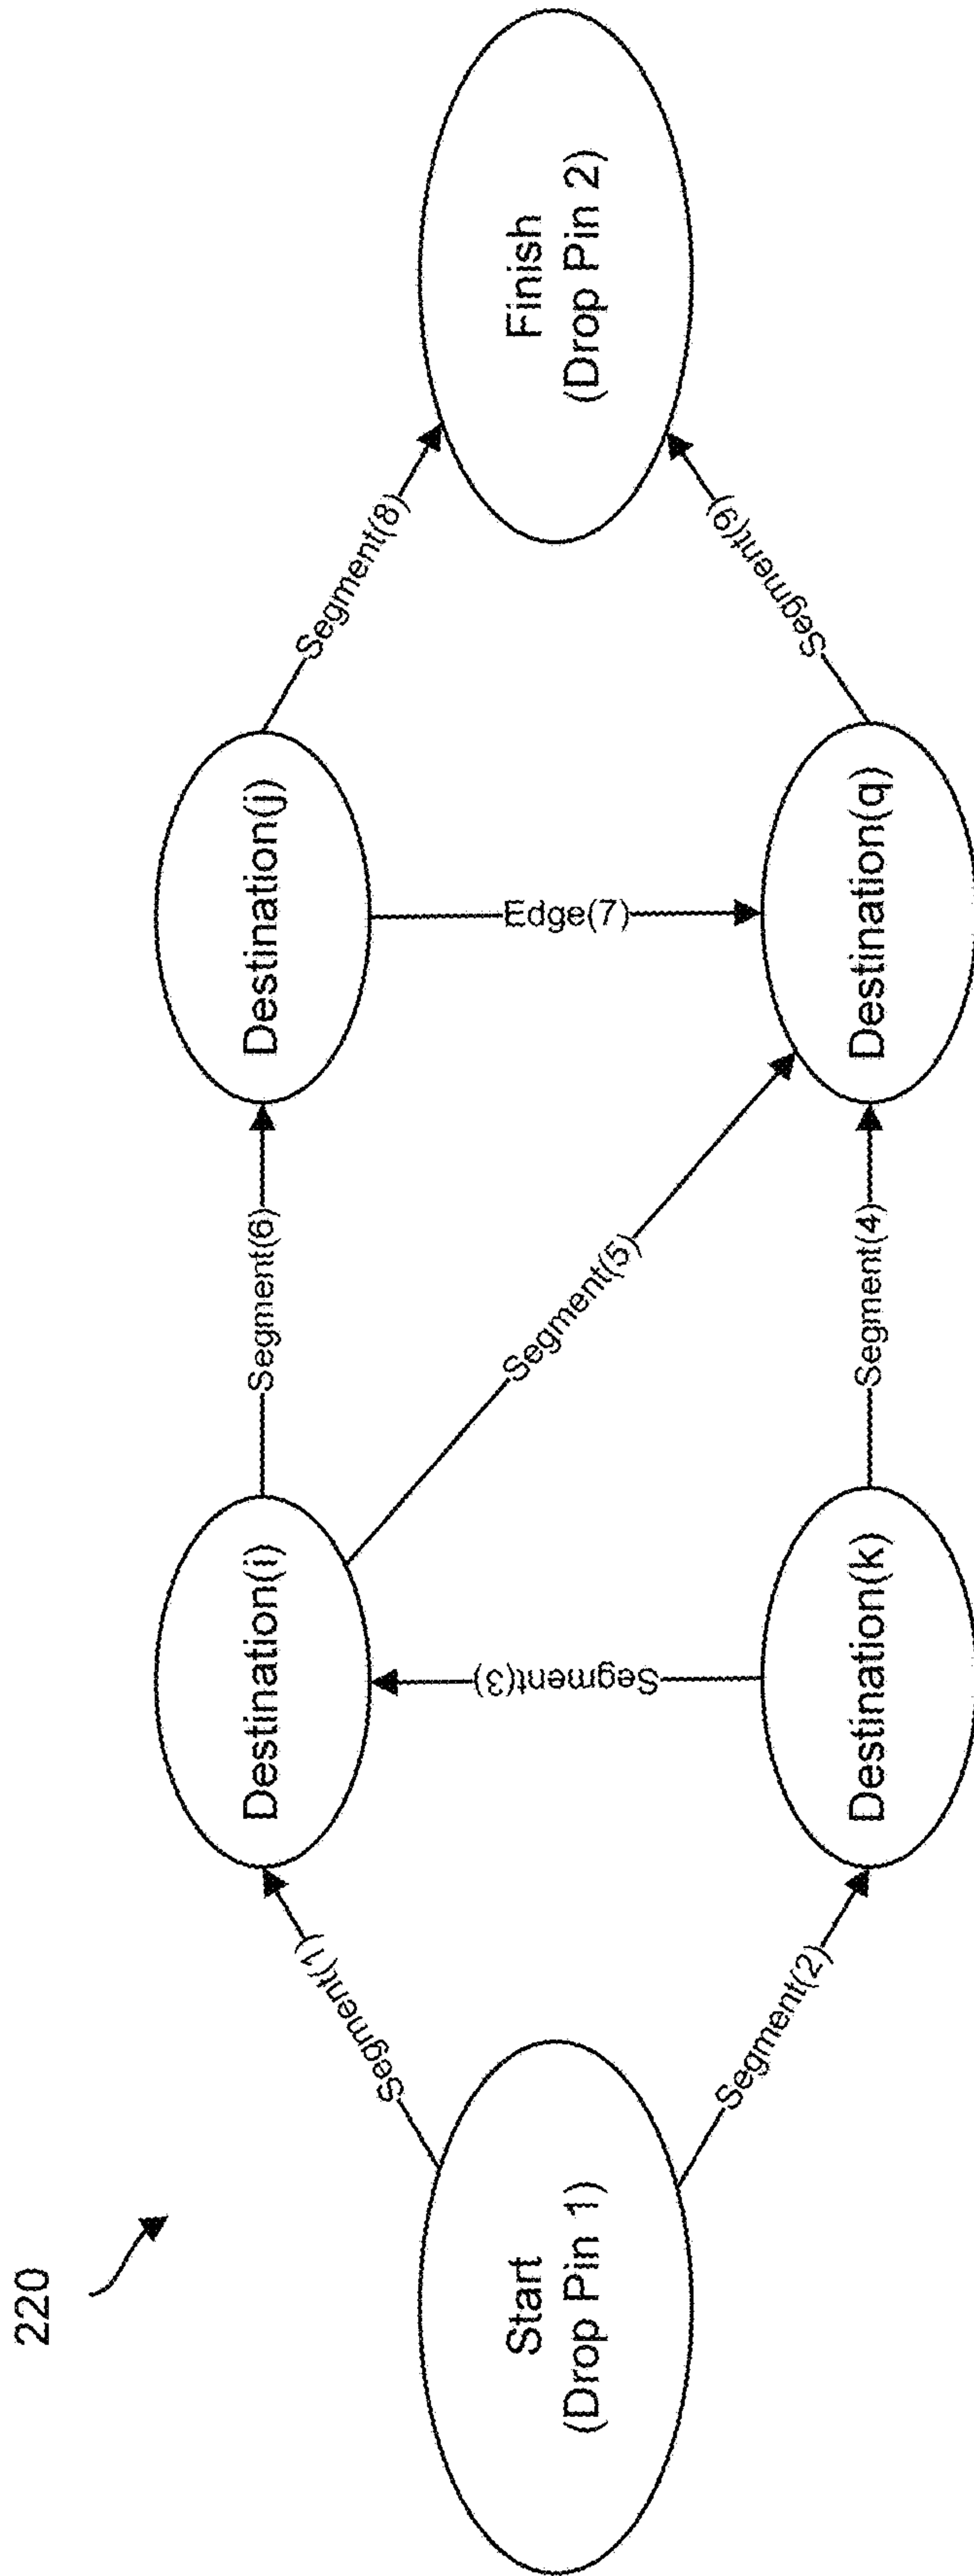 220
Start
(Drop Pin 1)
Segment(1)
Segment(2)
Destination(i)
Segment(3)
Destination(k)
Segment(6)
Segment(5)
Segment(4)
Destination(j)
Edge(7)
Destination(q)
Segment(8)
Segment(9)
Finish
(Drop Pin 2)